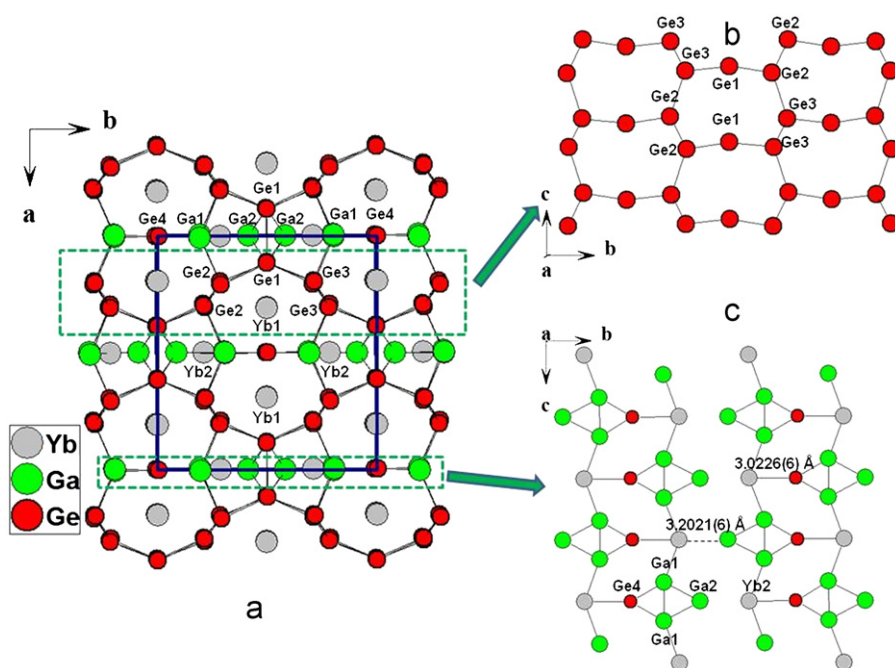 b
a
Ge1
Ge4 Ga1 Ga2 Ga2 Ga1 Ge4
Ge2 Ge1 Ge3
Ge2 Yb1 Ge3
Yb2 Yb2
Yb1
Yb
Ga
Ge
a
b
Ge3 Ge2
Ge3 Ge1 Ge2
Ge2 Ge1 Ge3
Ge2 Ge3
c
b
a
c
a b
c
3.0226(6) Å
3.2021(6) Å
Ga1
Ge4 Ga2 Yb2
Ga1